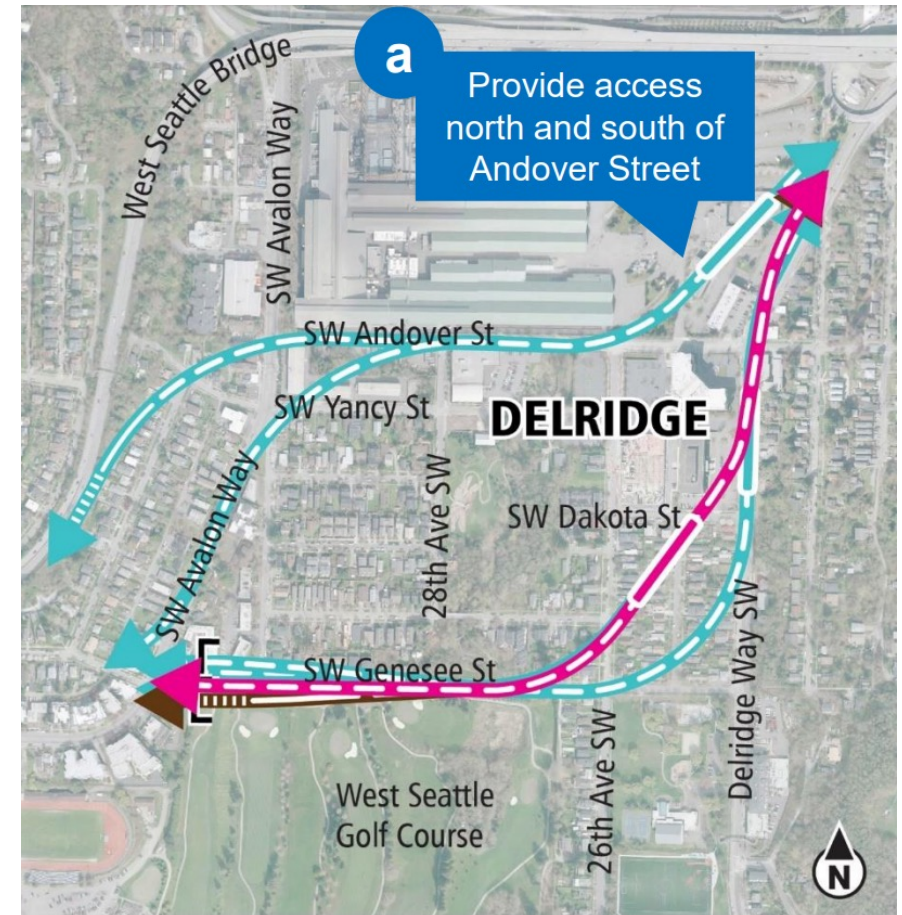 a
Provide access
north and south of
Andover Street
West Seattle Bridge
SW Avalon Way
SW Andover St
SW Yancy St
DELRIDGE
SW Avalon Way
28th Ave SW
SW Dakota St
SW Genesee St
Delridge Way SW
26th Ave SW
West Seattle
Golf Course
N